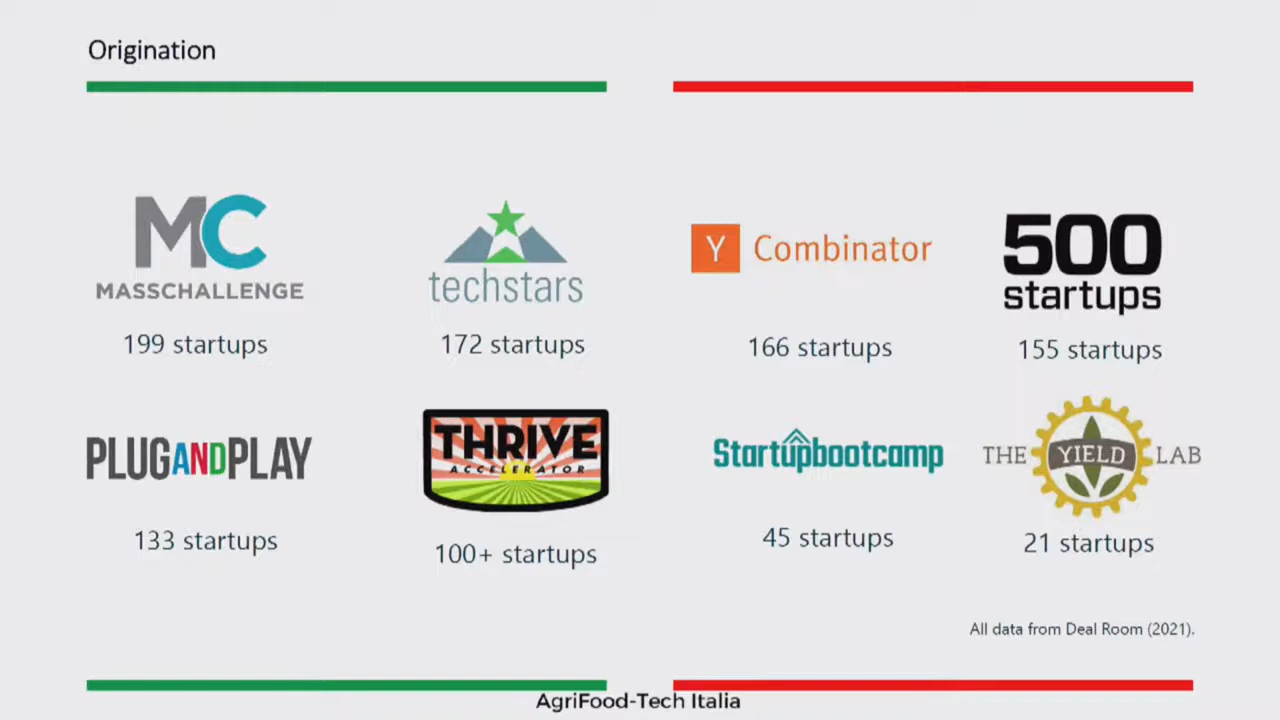 Origination
MC
MASSCHALLENGE
199 startups
techstars
172 startups
Y Combinator
166 startups
500
startups
155 startups
PLUGANDPLAY
133 startups
THRIVE
ACCELERATOR
100+ startups
Startupbootcamp
45 startups
THE YIELD LAB
21 startups
All data from Deal Room (2021).
AgriFood-Tech Italia